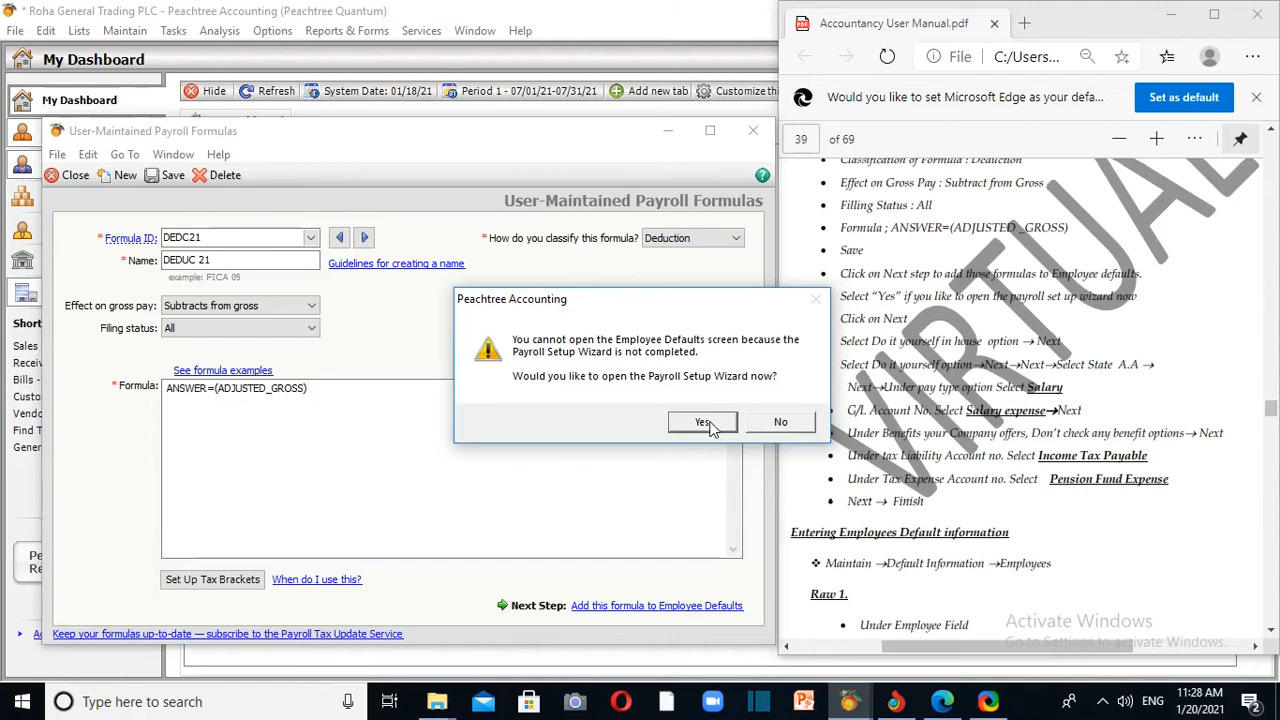 * Roha General Trading PLC - Peachtree Accounting (Peachtree Quantum)
File Edit Lists Maintain Tasks Analysis Options Reports & Forms Services Window Help
My Dashboard
My Dashboard
Hide Refresh System Date: 01/18/21 Period 1 - 07/01/21-07/31/21 Add new tab Customize thi
User-Maintained Payroll Formulas
File Edit Go To Window Help
Close New Save Delete
User-Maintained Payroll Formulas
* Formula ID: DEDC21
* How do you classify this formula? Deduction
* Name: DEDUC 21
Guidelines for creating a name
example: FICA 09
Effect on gross pay: Subtracts from gross
Filing status: All
See formula examples
* Formula: ANSWER=(ADJUSTED_GROSS)
Set Up Tax Brackets When do I use this?
Next Step: Add this formula to Employee Defaults
Keep your formulas up-to-date — subscribe to the Payroll Tax Update Service
Short
Sales
Receiv
Custo
Vendo
Find T
Gener
Pe
Re
Peachtree Accounting
You cannot open the Employee Defaults screen because the
Payroll Setup Wizard is not completed.
Would you like to open the Payroll Setup Wizard now?
Yes No
Accountancy User Manual.pdf
File C:/Users...
Would you like to set Microsoft Edge as your defa...
Set as default
39 of 69
Classification of Formula : Deduction
Effect on Gross Pay : Subtract from Gross
Filling Status : All
Formula ; ANSWER=(ADJUSTED _GROSS)
Save
Click on Next step to add those formulas to Employee defaults.
Select “Yes” if you like to open the payroll set up wizard now
Click on Next
Select Do it yourself in house option → Next
Select Do it yourself option→Next→Next→Select State A.A →
Next→Under pay type option Select Salary
G/L Account No. Select Salary expense→Next
Under Benefits your Company offers, Don't check any benefit options→ Next
Under tax Liability Account no. Select Income Tax Payable
Under Tax Expense Account no. Select Pension Fund Expense
Next → Finish
Entering Employees Default information
❖ Maintain →Default Information →Employees
Raw 1.
Under Employee Field
VIRTUAL
Activate Windows
Go to Settings to activate Windows.
Type here to search
ENG
11:28 AM
1/20/2021
2